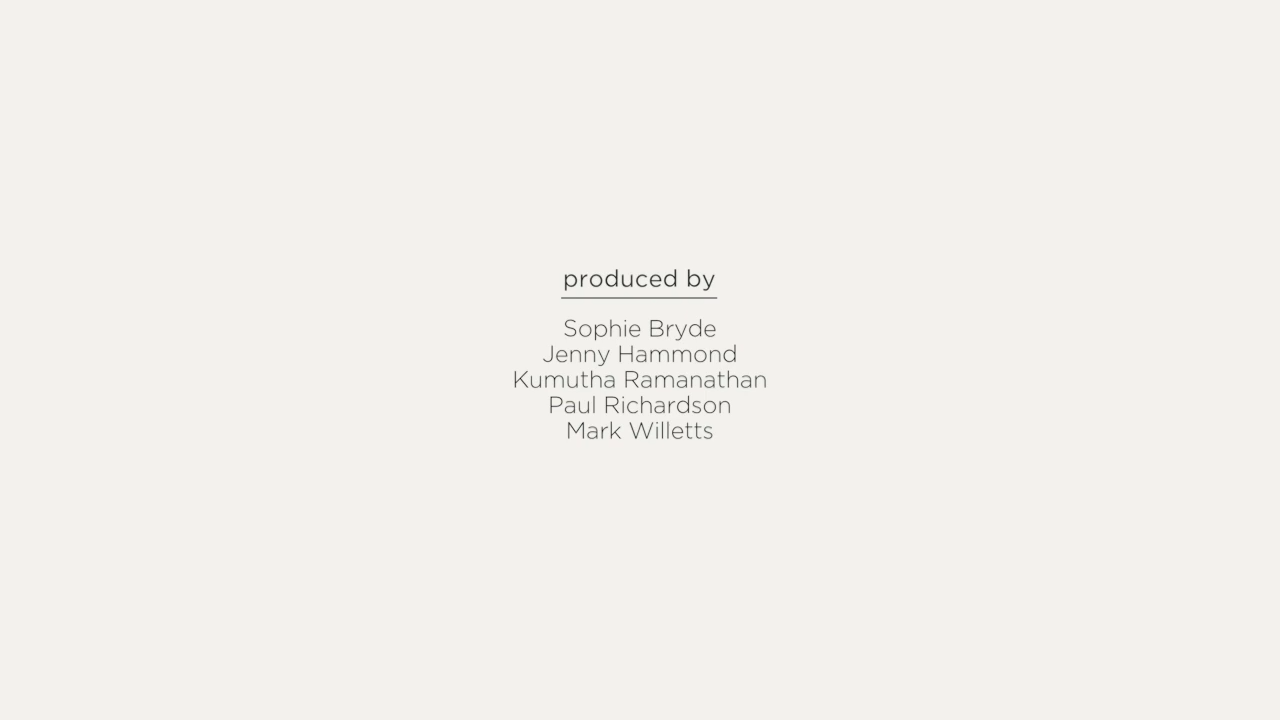 produced by
Sophie Bryde
Jenny Hammond
Kumutha Ramanathan
Paul Richardson
Mark Willetts